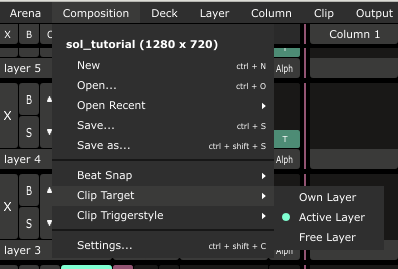 Arena Composition Deck Layer Column Clip Output
X B C Column 1
sol_tutorial (1280 x 720)
New ctrl + N
layer 5 Alph
Open... ctrl + O
Open Recent
X B
Save... ctrl + S
S T
Save as... ctrl + shift + S
layer 4 Alph
Beat Snap
X B
Clip Target Own Layer
S Clip Triggerstyle Active Layer
Free Layer
layer 3 Settings... ctrl + shift + C Alph